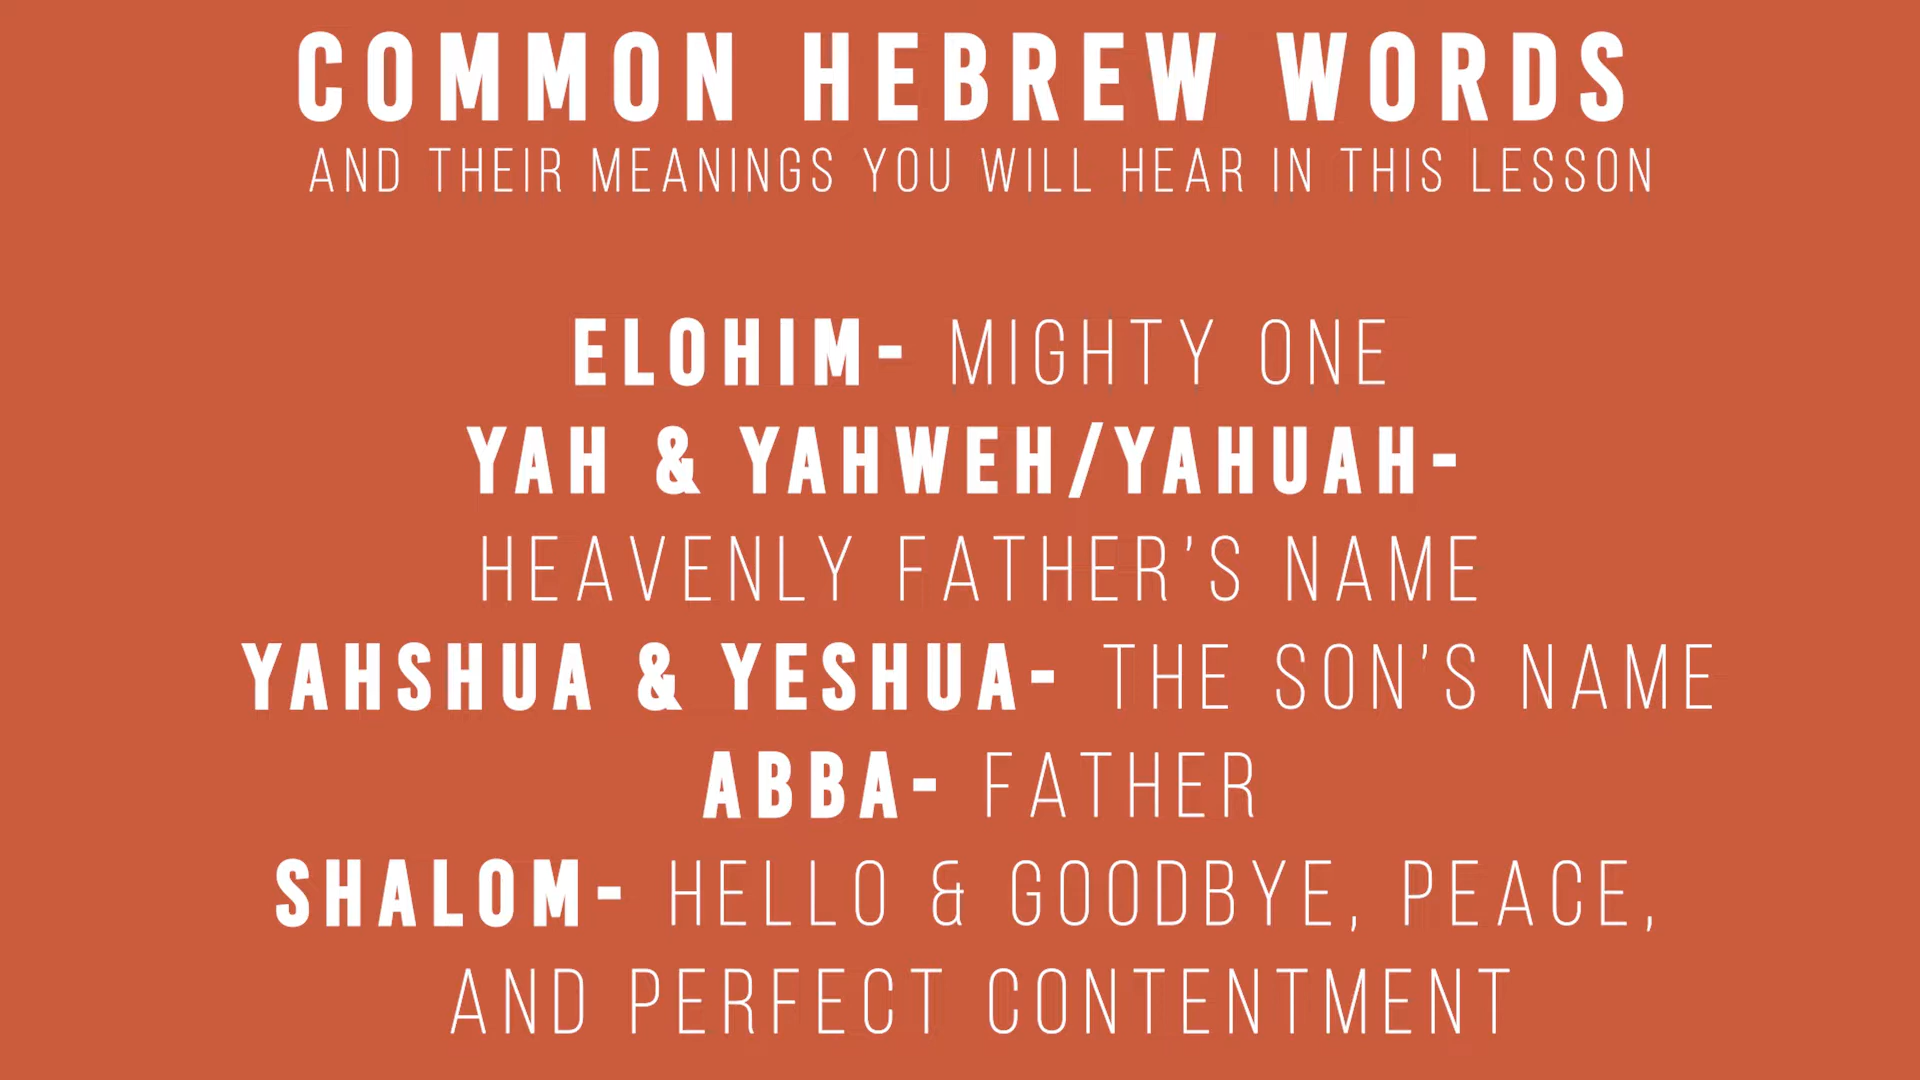 COMMON HEBREW WORDS
AND THEIR MEANINGS YOU WILL HEAR IN THIS LESSON
ELOHIM- MIGHTY ONE
YAH & YAHWEH/YAHUAH-
HEAVENLY FATHER'S NAME
YAHSHUA & YESHUA- THE SON'S NAME
ABBA- FATHER
SHALOM- HELLO & GOODBYE, PEACE,
AND PERFECT CONTENTMENT